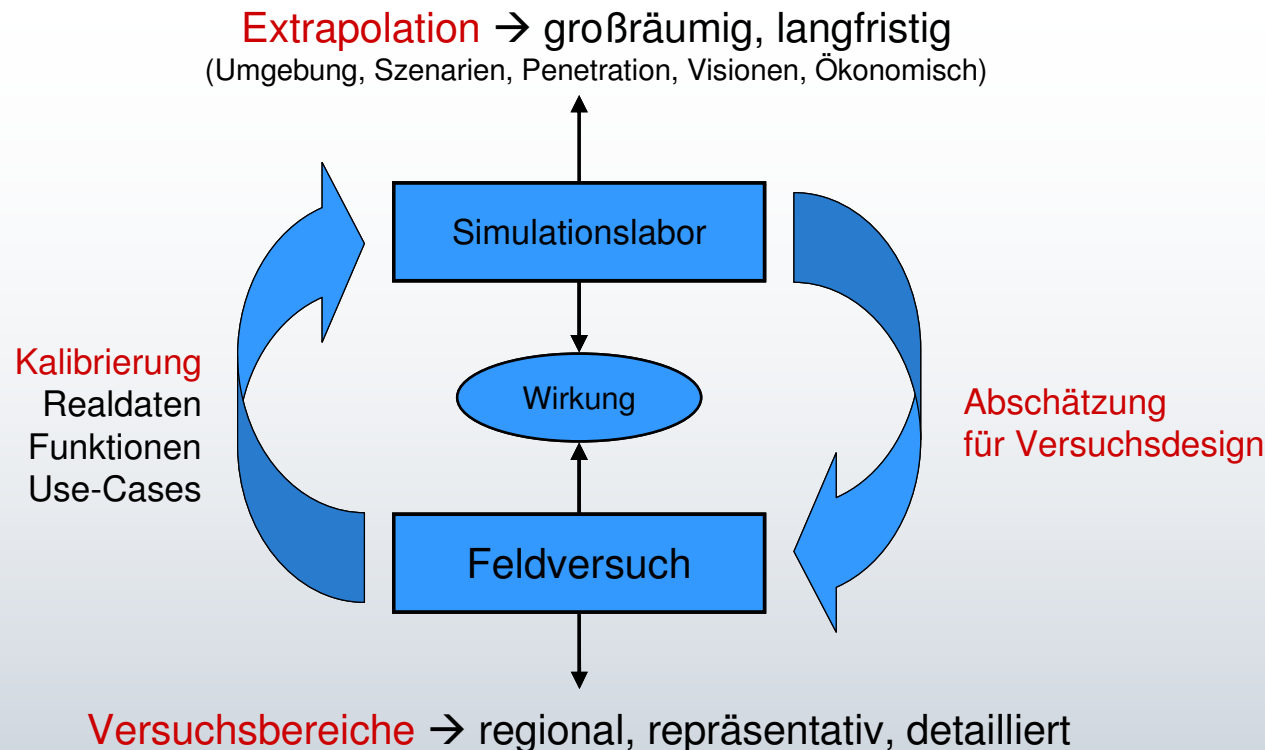 Extrapolation → großräumig, langfristig
(Umgebung, Szenarien, Penetration, Visionen, Ökonomisch)
Simulationslabor
Kalibrierung
Realdaten
Funktionen
Use-Cases
Wirkung
Abschätzung
für Versuchsdesign
Feldversuch
Versuchsbereiche → regional, repräsentativ, detailliert